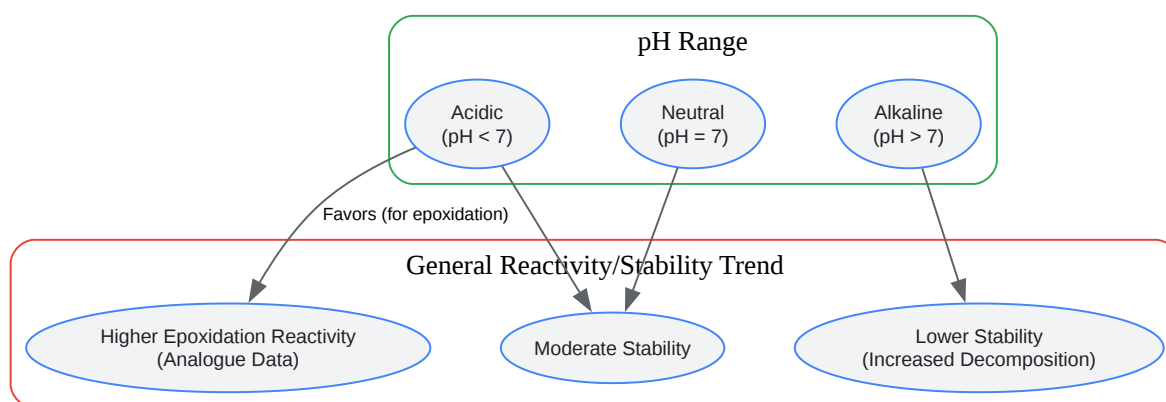 pH Range
Acidic
(pH < 7)
Neutral
(pH = 7)
Alkaline
(pH > 7)
Favors (for epoxidation)
General Reactivity/Stability Trend
Higher Epoxidation Reactivity
(Analogue Data)
Moderate Stability
Lower Stability
(Increased Decomposition)